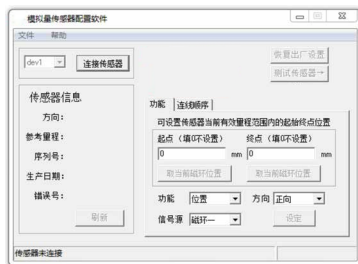 模拟量传感器配置软件
文件 帮助
dev1 连接传感器
恢复出厂设置
测试传感器→
传感器信息
方向:
参考量程:
序列号:
生产日期:
错误号:
刷新
功能 连线顺序
可设置传感器当前有效量程范围内的起始终点位置
起点(填0不设置) 终点(填0不设置)
0 mm 0 mm
取当前磁环位置 取当前磁环位置
功能 位置 方向 正向
信号源 磁环一 设定
传感器未连接